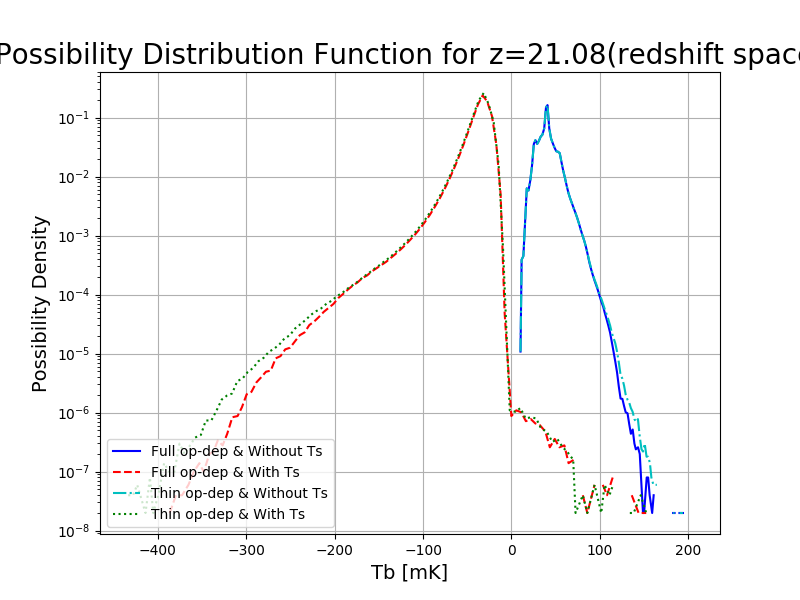 Possibility Distribution Function for z=21.08(redshift space
10⁻¹
10⁻²
10⁻³
10⁻⁴
10⁻⁵
10⁻⁶
10⁻⁷
10⁻⁸
Possibility Density
Full op-dep & Without Ts
Full op-dep & With Ts
Thin op-dep & Without Ts
Thin op-dep & With Ts
−400 −300 −200 −100 0 100 200
Tb [mK]